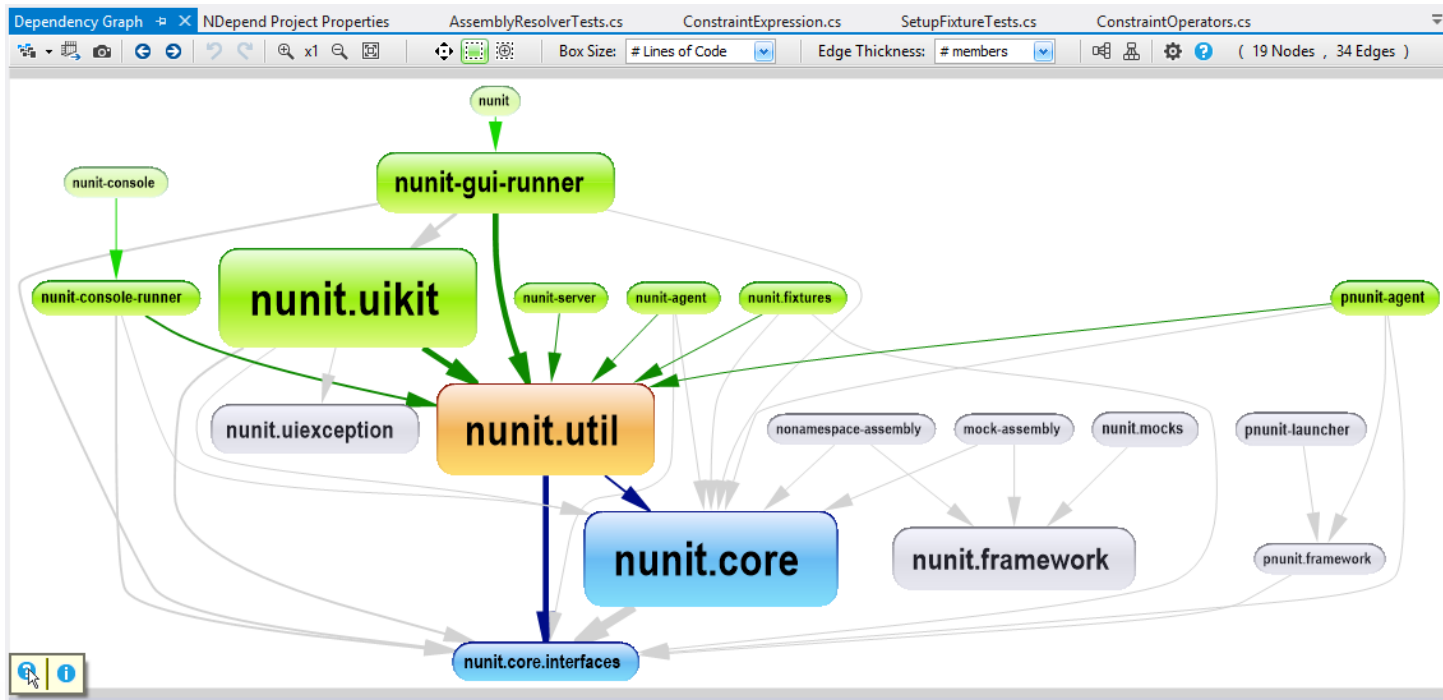 Dependency Graph NDepend Project Properties AssemblyResolverTests.cs ConstraintExpression.cs SetupFixtureTests.cs ConstraintOperators.cs
x1 Box Size: # Lines of Code Edge Thickness: # members ( 19 Nodes , 34 Edges )
nunit
nunit-console
nunit-gui-runner
nunit-console-runner
nunit.uikit
nunit-server
nunit-agent
nunit.fixtures
pnunit-agent
nunit.uiexception
nunit.util
nonamespace-assembly
mock-assembly
nunit.mocks
pnunit-launcher
nunit.core
nunit.framework
pnunit.framework
nunit.core.interfaces